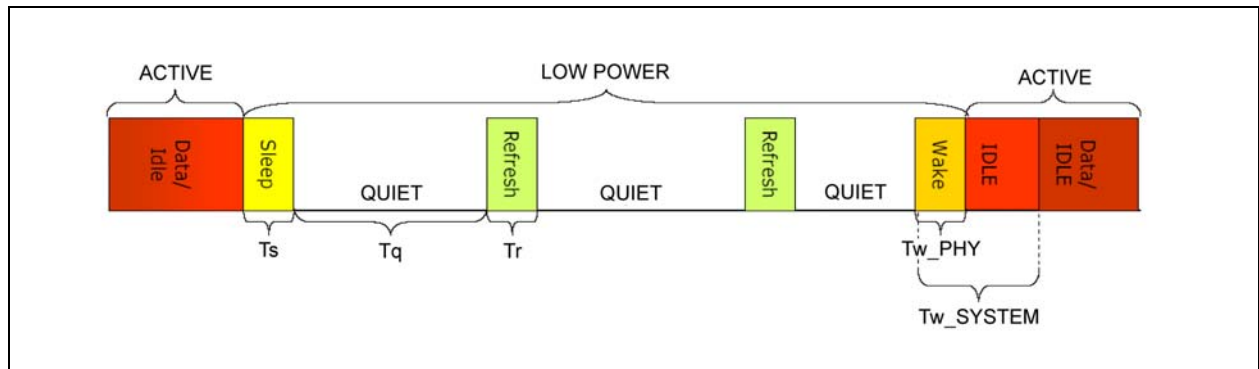 ACTIVE
LOW POWER
ACTIVE
Data/
Idle
Sleep
QUIET
Refresh
QUIET
Refresh
QUIET
Wake
IDLE
Data/
IDLE
Ts
Tq
Tr
Tw_PHY
Tw_SYSTEM